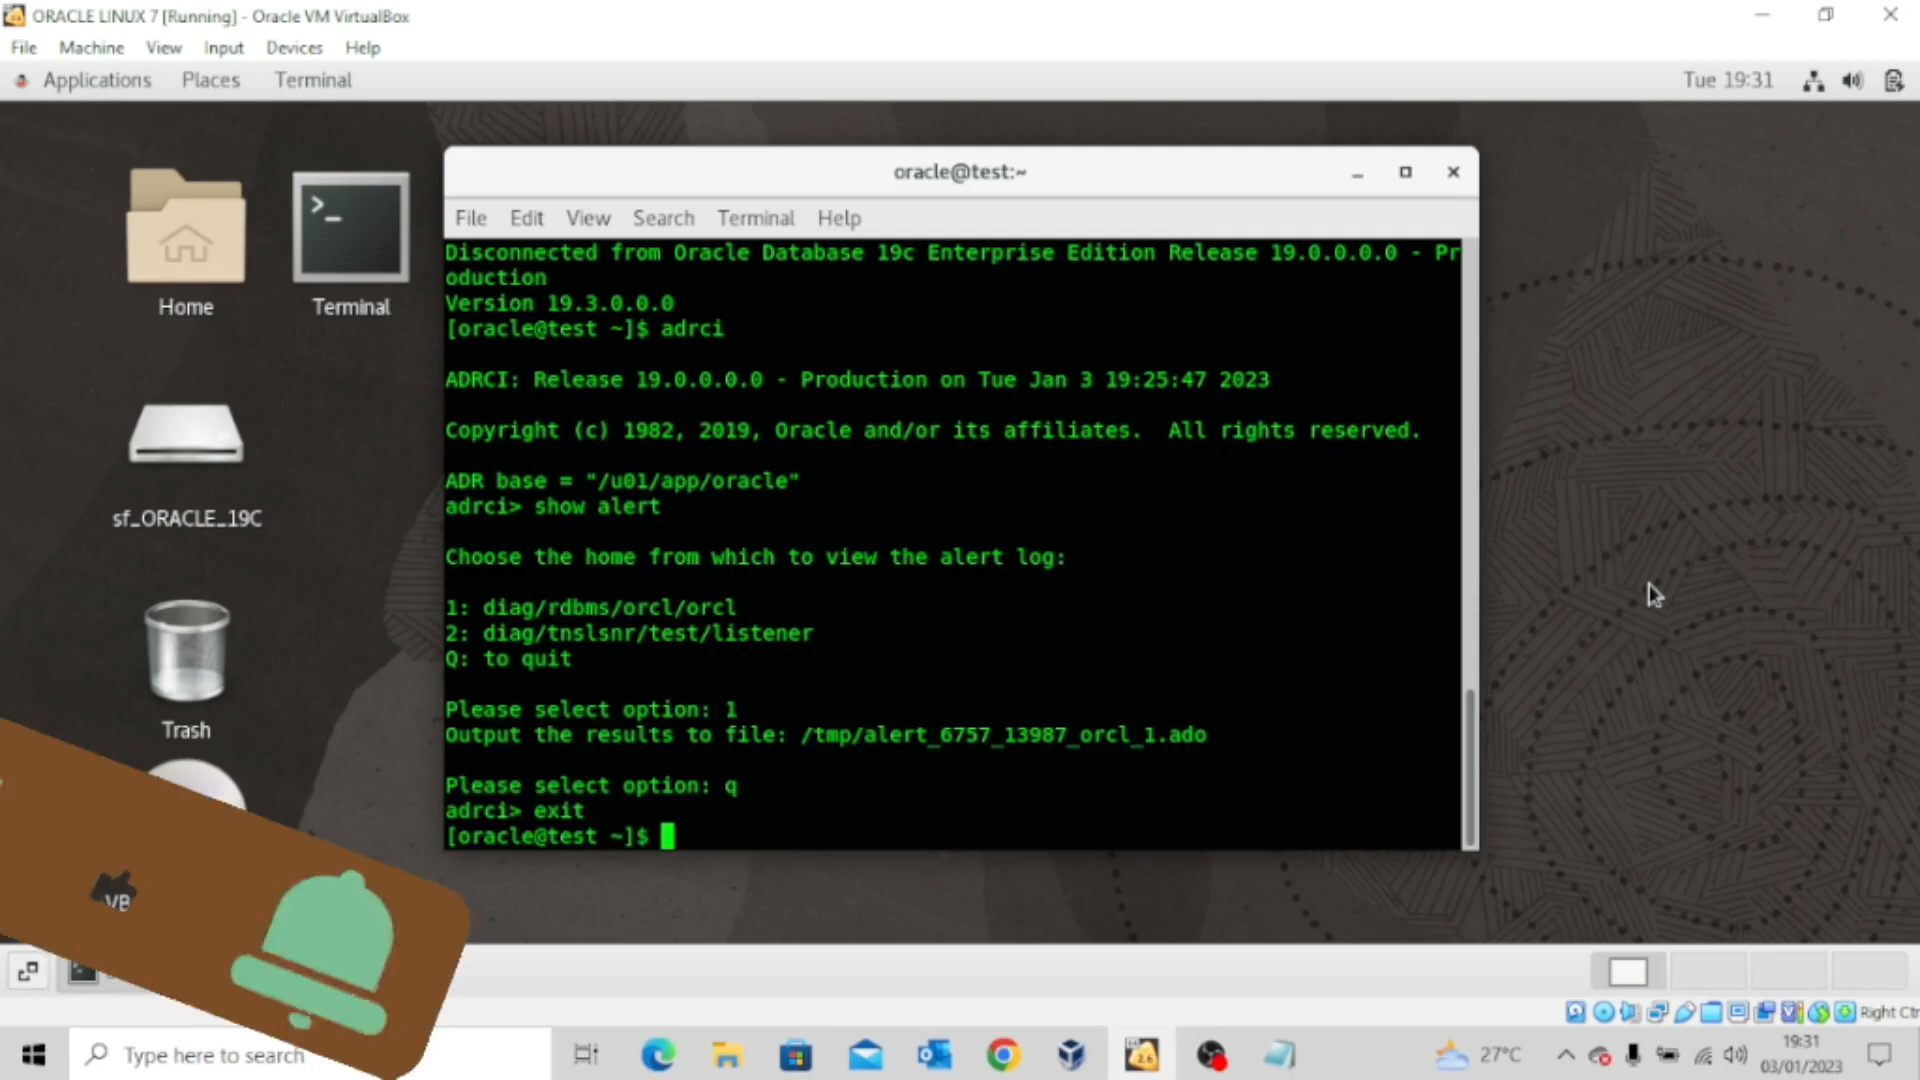 ORACLE LINUX 7 [Running] - Oracle VM VirtualBox
File Machine View Input Devices Help
Applications Places Terminal
Tue 19:31
Home
Terminal
sf_ORACLE_19C
Trash
VB
oracle@test:~
File Edit View Search Terminal Help
Disconnected from Oracle Database 19c Enterprise Edition Release 19.0.0.0.0 - Pr
oduction
Version 19.3.0.0.0
[oracle@test ~]$ adrci
ADRCI: Release 19.0.0.0.0 - Production on Tue Jan 3 19:25:47 2023
Copyright (c) 1982, 2019, Oracle and/or its affiliates.  All rights reserved.
ADR base = "/u01/app/oracle"
adrci> show alert
Choose the home from which to view the alert log:
1: diag/rdbms/orcl/orcl
2: diag/tnslsnr/test/listener
Q: to quit
Please select option: 1
Output the results to file: /tmp/alert_6757_13987_orcl_1.ado
Please select option: q
adrci> exit
[oracle@test ~]$
Right Ctr
Type here to search
2.6
27°C
19:31
03/01/2023